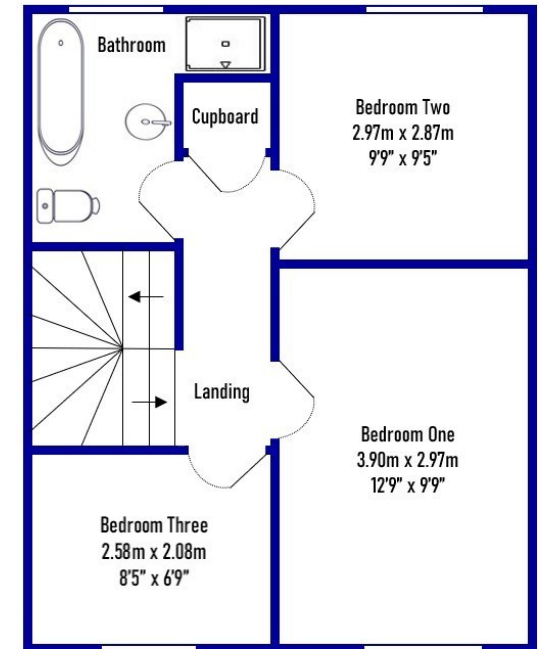 Bathroom
Cupboard
Bedroom Two
2.97m x 2.87m
9'9" x 9'5"
Landing
Bedroom One
3.90m x 2.97m
12'9" x 9'9"
Bedroom Three
2.58m x 2.08m
8'5" x 6'9"